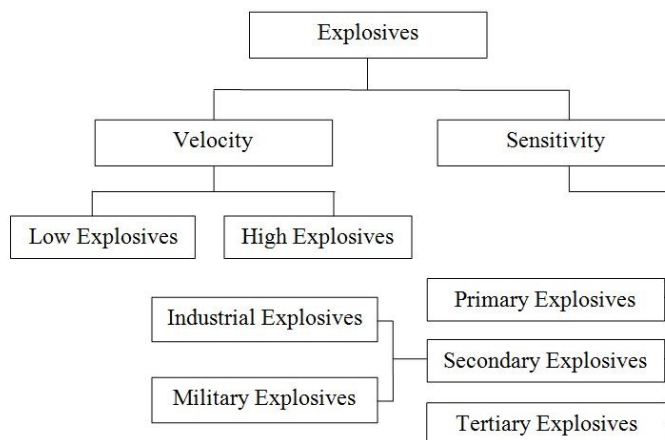 Explosives
Velocity
Sensitivity
Low Explosives
High Explosives
Primary Explosives
Industrial Explosives
Secondary Explosives
Military Explosives
Tertiary Explosives